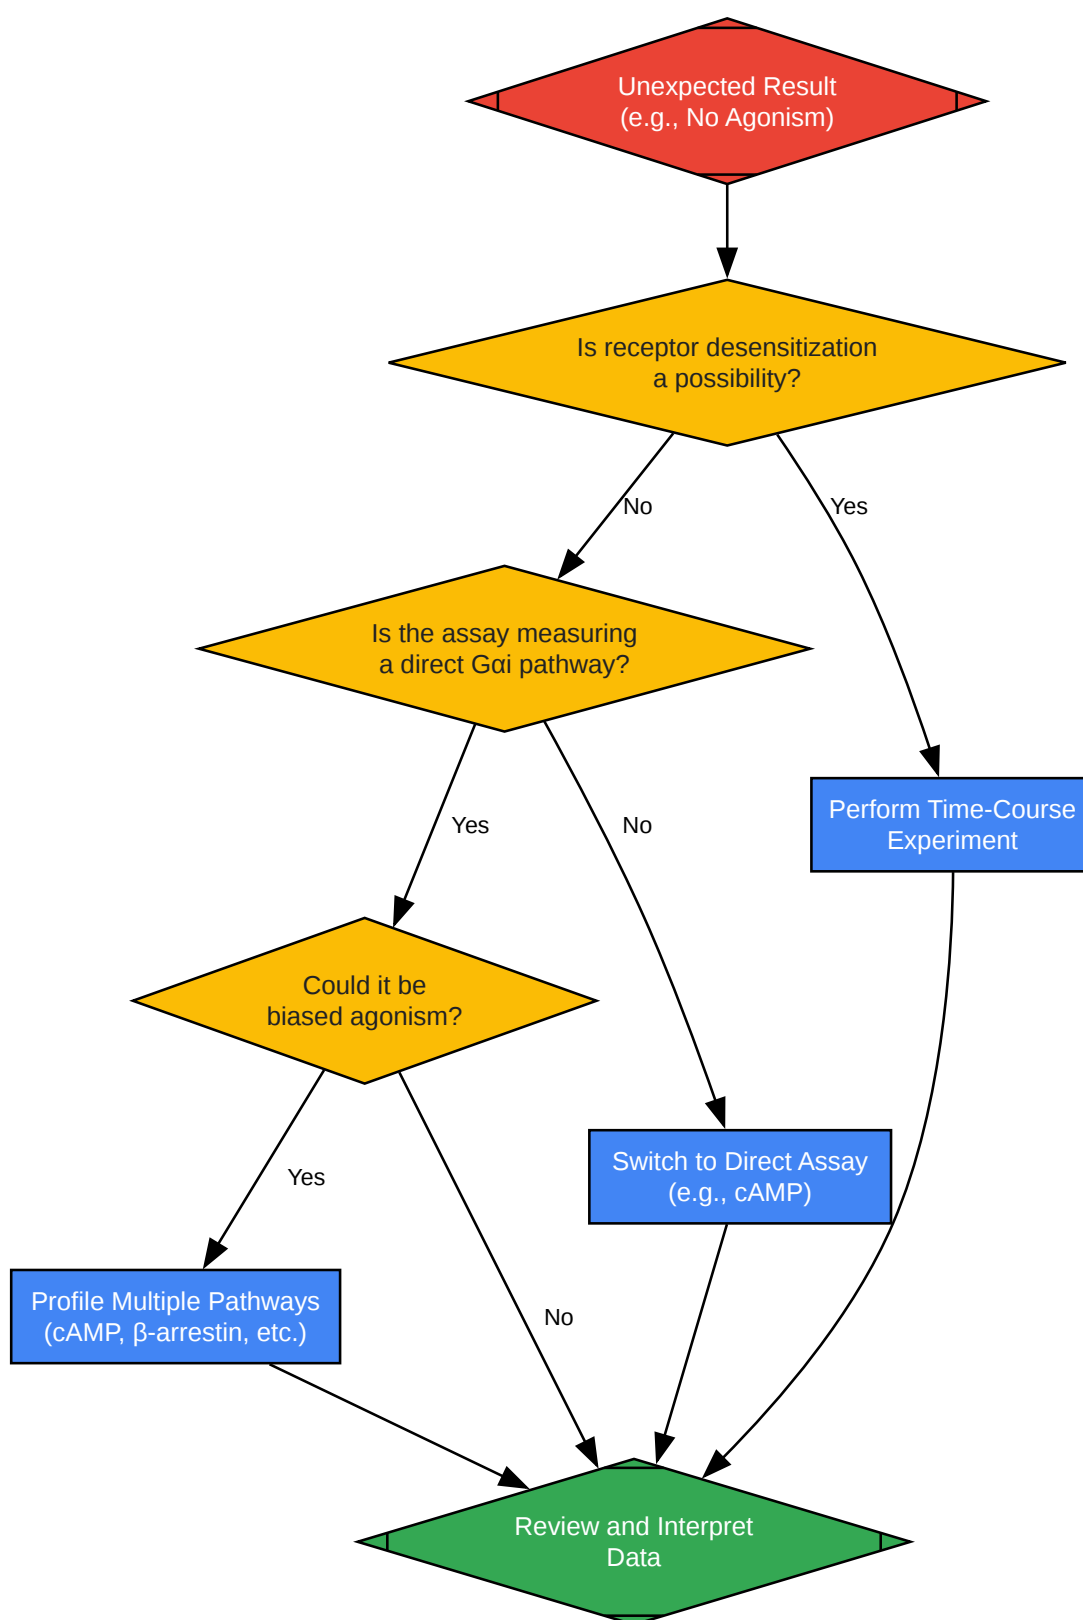 Unexpected Result
(e.g., No Agonism)
Is receptor desensitization
a possibility?
No
Yes
Is the assay measuring
a direct Gαi pathway?
Yes
No
Perform Time-Course
Experiment
Could it be
biased agonism?
Yes
No
Switch to Direct Assay
(e.g., cAMP)
Profile Multiple Pathways
(cAMP, β-arrestin, etc.)
Review and Interpret
Data